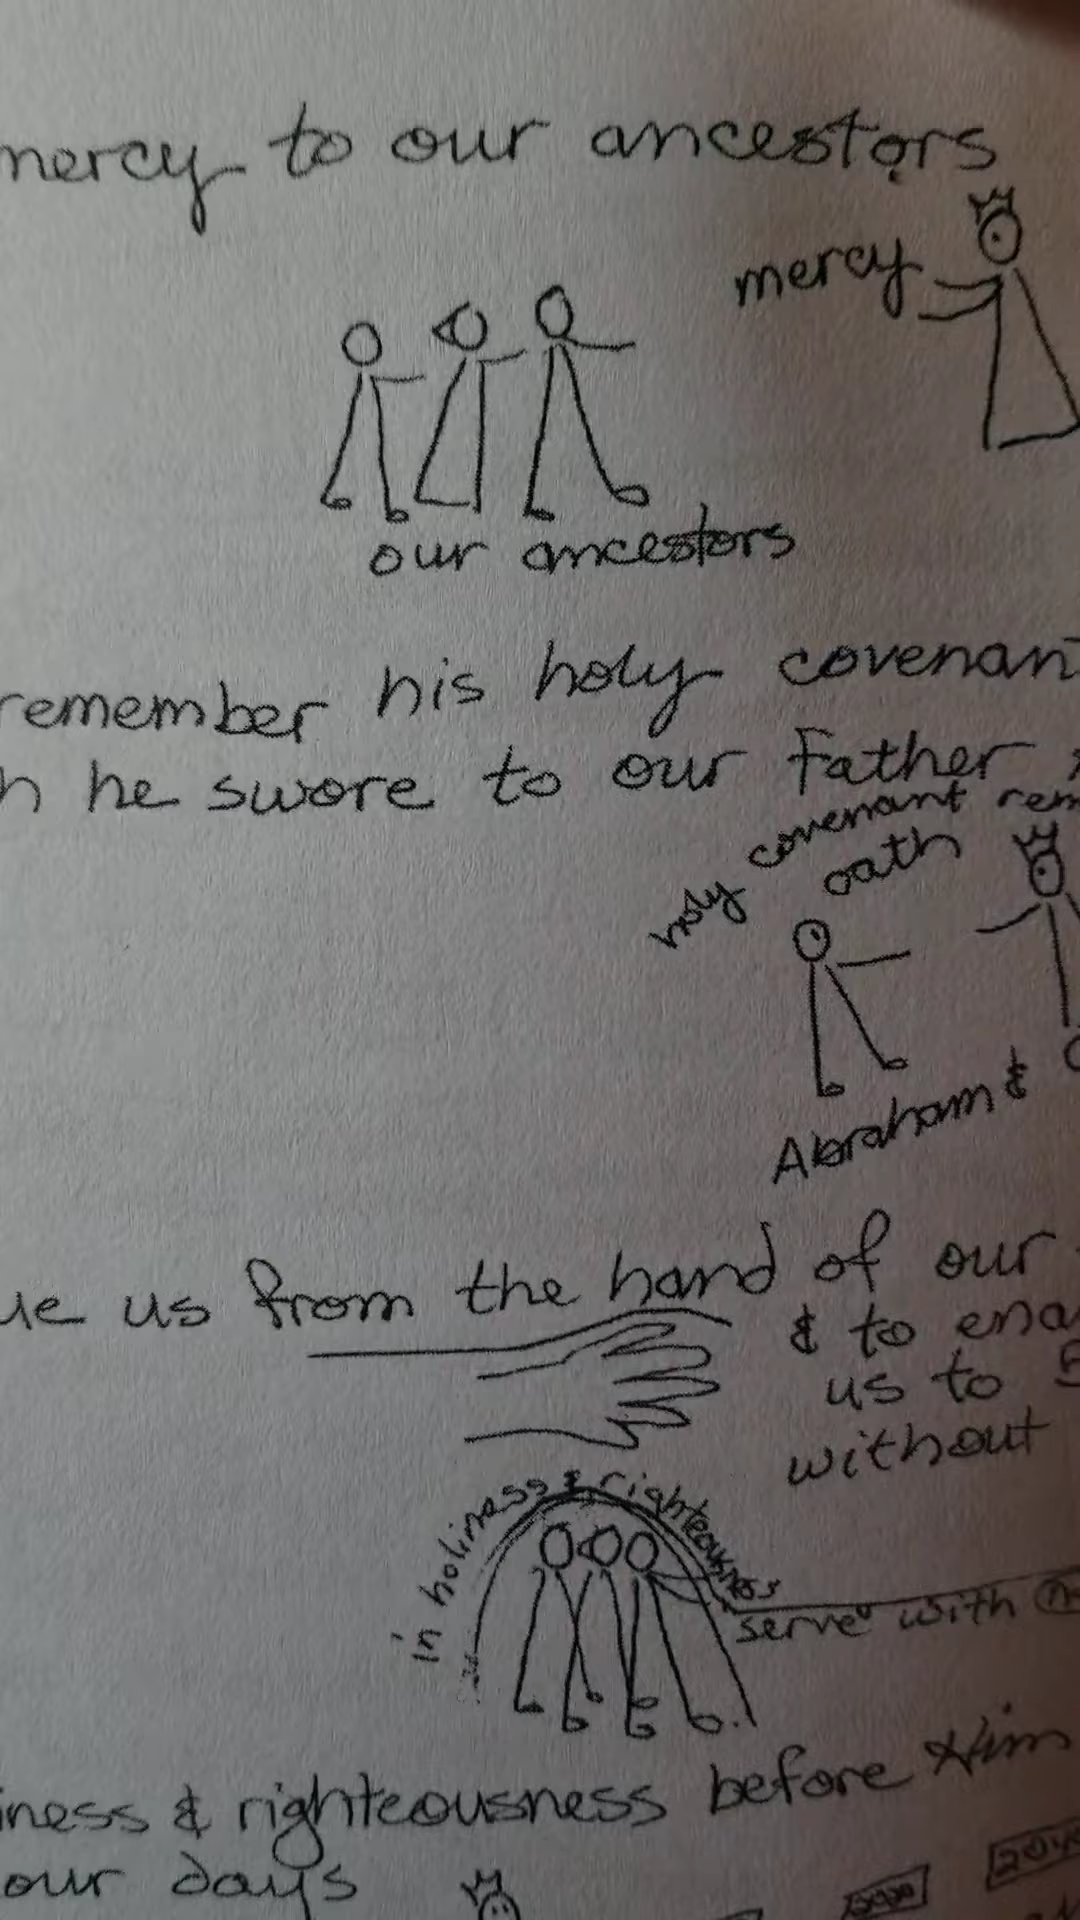 mercy to our ancestors
mercy
our ancestors
remember his holy covenan
h he swore to our Father
holy covenant rem
oath
Abraham &
ue us from the hand of our
& to ena
us to
without
in holiness & righteousness
serve with
iness & righteousness before Him
our days